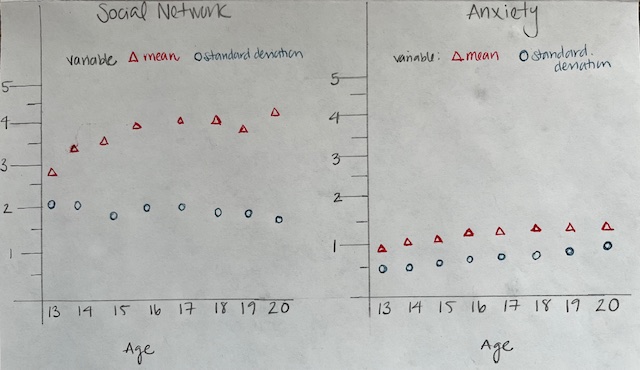 Social Network
variable △ mean ○ standard deviation
5
4
3
2
1
13 14 15 16 17 18 19 20
Age
Anxiety
variable: △ mean ○ standard.
deviation
5
4
3
2
1
13 14 15 16 17 18 19 20
Age